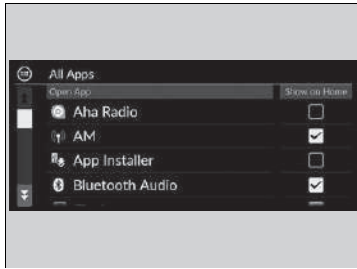 All Apps
Open App Show on Home
Aha Radio
AM
App Installer
Bluetooth Audio